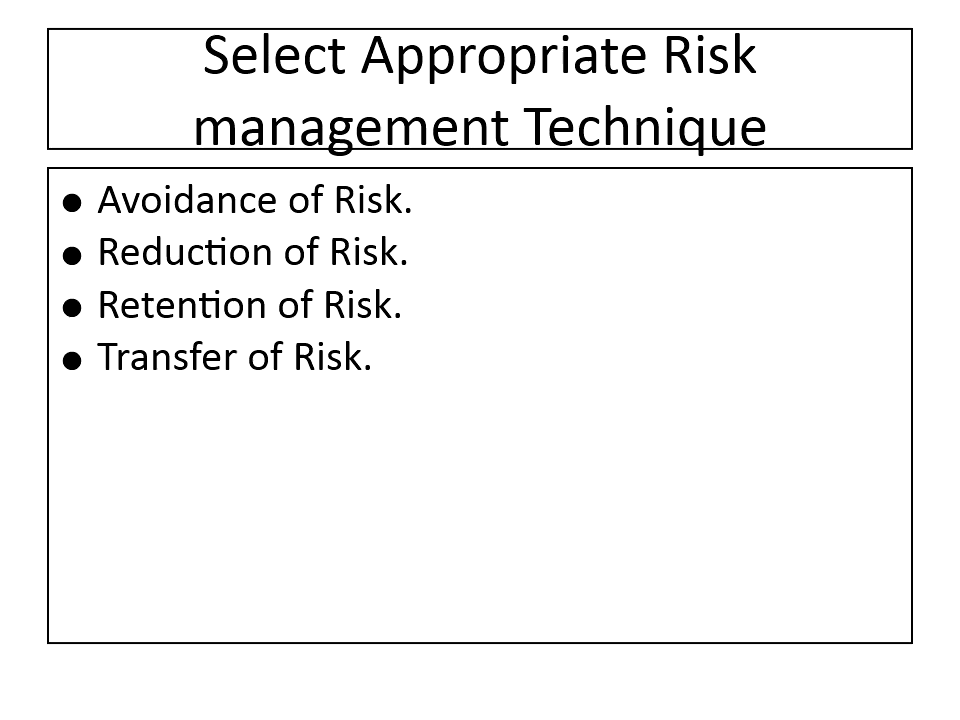 Select Appropriate Risk
management Technique
● Avoidance of Risk.
● Reduction of Risk.
● Retention of Risk.
● Transfer of Risk.